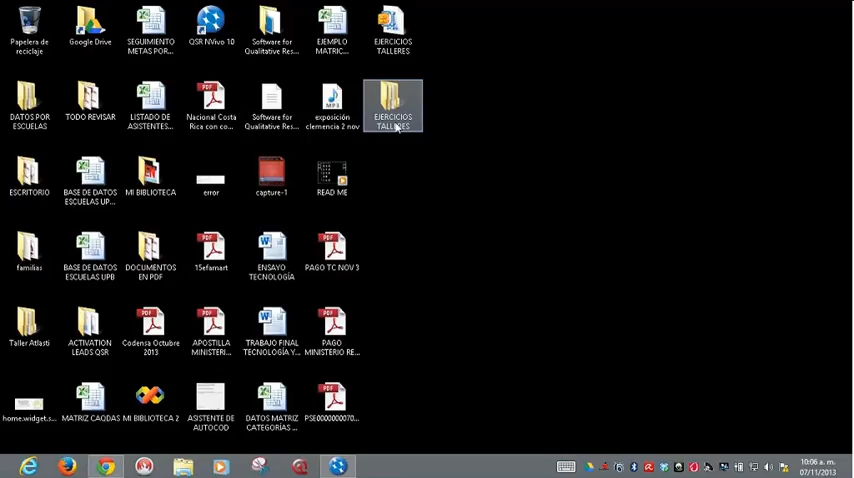 Papelera de
reciclaje
Google Drive
SEGUIMIENTO
METAS POR...
QSR NVivo 10
Software for
Qualitative Res...
EJEMPLO
MATRIC...
EJERCICIOS
TALLERES
DATOS POR
ESCUELAS
TODO REVISAR
LISTADO DE
ASISTENTES...
Nacional Costa
Rica con co...
Software for
Qualitative Res...
exposición
clemencia 2 nov
EJERCICIOS
TALLERES
ESCRITORIO
BASE DE DATOS
ESCUELAS UP...
MI BIBLIOTECA
error
capture-1
READ ME
familias
BASE DE DATOS
ESCUELAS UPB
DOCUMENTOS
EN PDF
15efamart
ENSAYO
TECNOLOGÍA
PAGO TC NOV 3
Taller Atlasti
ACTIVATION
LEADS QSR
Codensa Octubre
2013
APOSTILLA
MINISTERI...
TRABAJO FINAL
TECNOLOGÍA Y...
PAGO
MINISTERIO RE...
home.widget.s...
MATRIZ CAQDAS
MI BIBLIOTECA 2
ASISTENTE DE
AUTOCOD
DATOS MATRIZ
CATEGORÍAS ...
PSE0000000070...
10:06 a. m.
07/11/2013